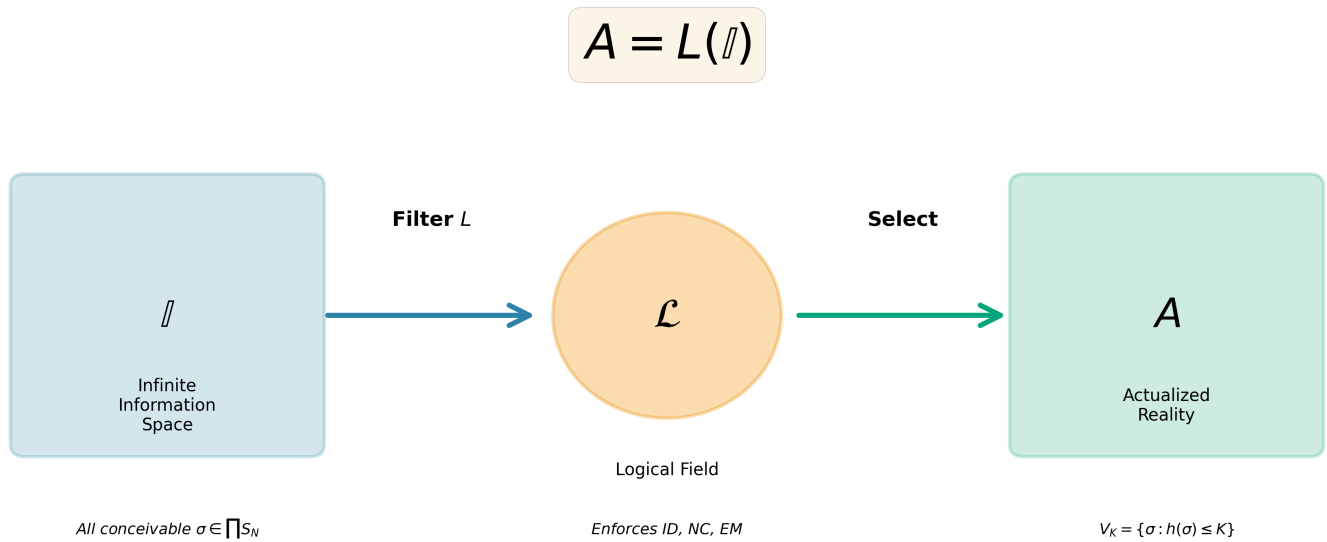 A = L(𝕀)
Filter L
Select
𝕀
ℒ
A
Infinite
Information
Space
Actualized
Reality
Logical Field
All conceivable σ ∈ ∏ S_N
Enforces ID, NC, EM
V_K = {σ : h(σ) ≤ K}